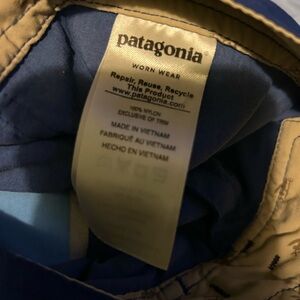 patagonia
WORN WEAR
Repair, Reuse, Recycle
This Product
www.patagonia.com
100% NYLON
EXCLUSIVE OF TRIM
MADE IN VIETNAM
FABRIQUÉ AU VIETNAM
HECHO EN VIETNAM